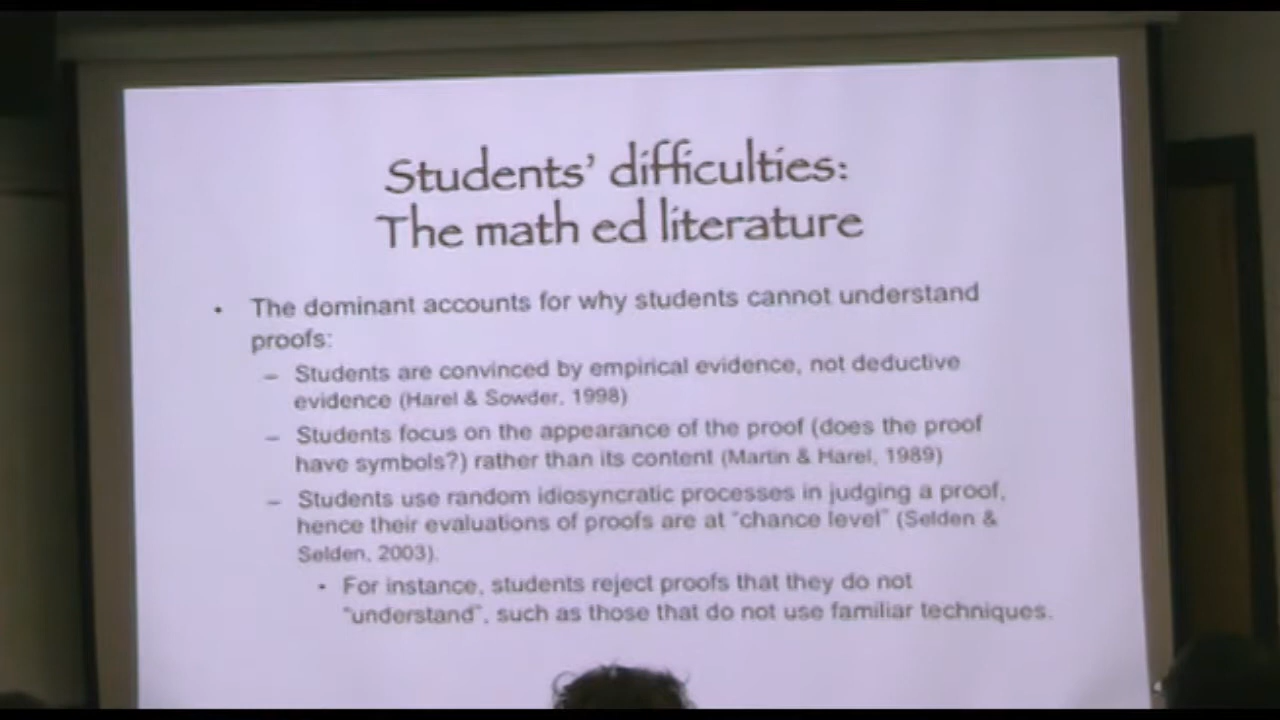 Students' difficulties:
The math ed literature
• The dominant accounts for why students cannot understand
proofs:
– Students are convinced by empirical evidence, not deductive
evidence (Harel & Sowder, 1998)
– Students focus on the appearance of the proof (does the proof
have symbols?) rather than its content (Martin & Harel, 1989)
– Students use random idiosyncratic processes in judging a proof,
hence their evaluations of proofs are at "chance level" (Selden &
Selden, 2003).
• For instance, students reject proofs that they do not
"understand", such as those that do not use familiar techniques.